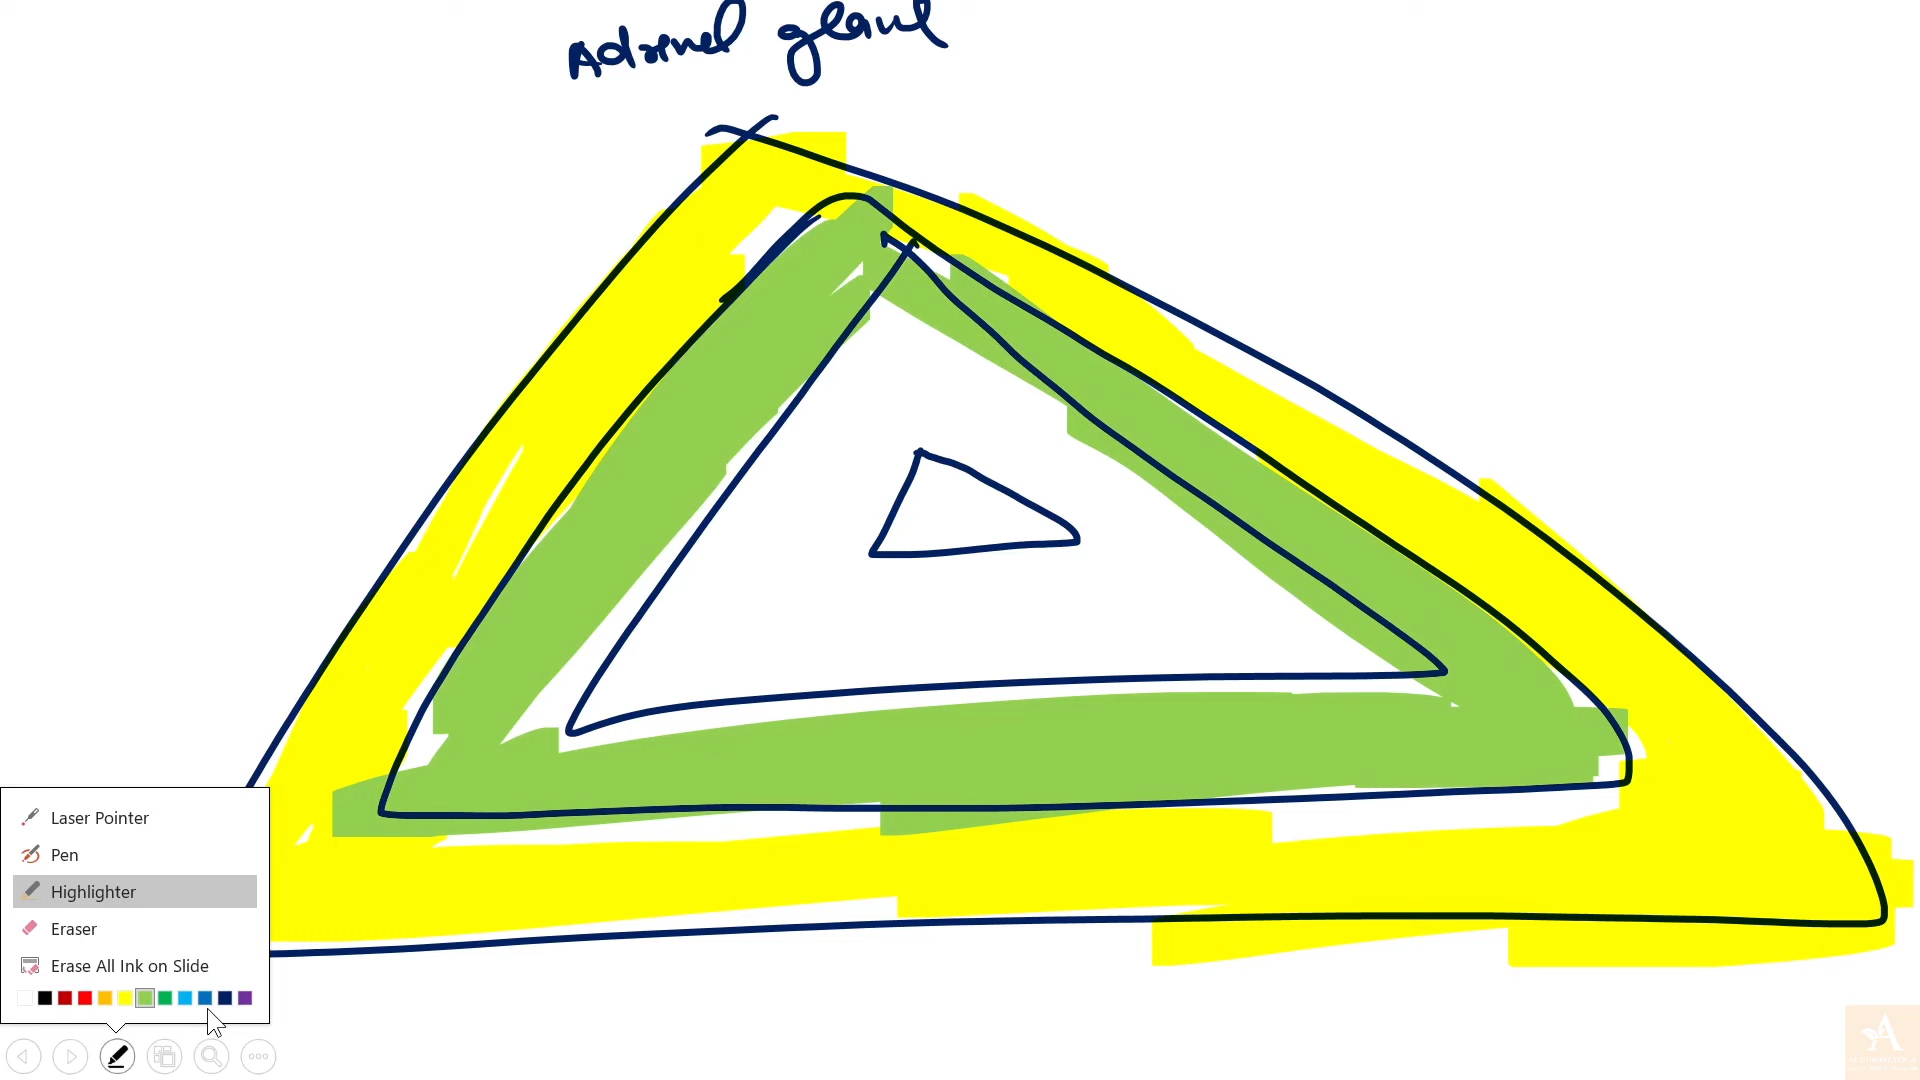 Adrenal gland
Laser Pointer
Pen
Highlighter
Eraser
Erase All Ink on Slide
A